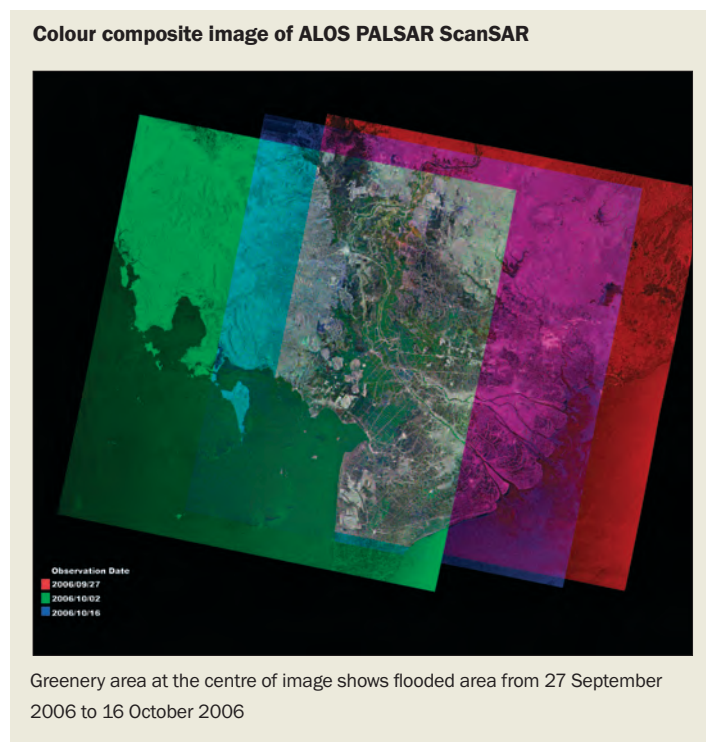 Colour composite image of ALOS PALSAR ScanSAR
Observation Date
2006/09/27
2006/10/02
2006/10/16
Greenery area at the centre of image shows flooded area from 27 September
2006 to 16 October 2006